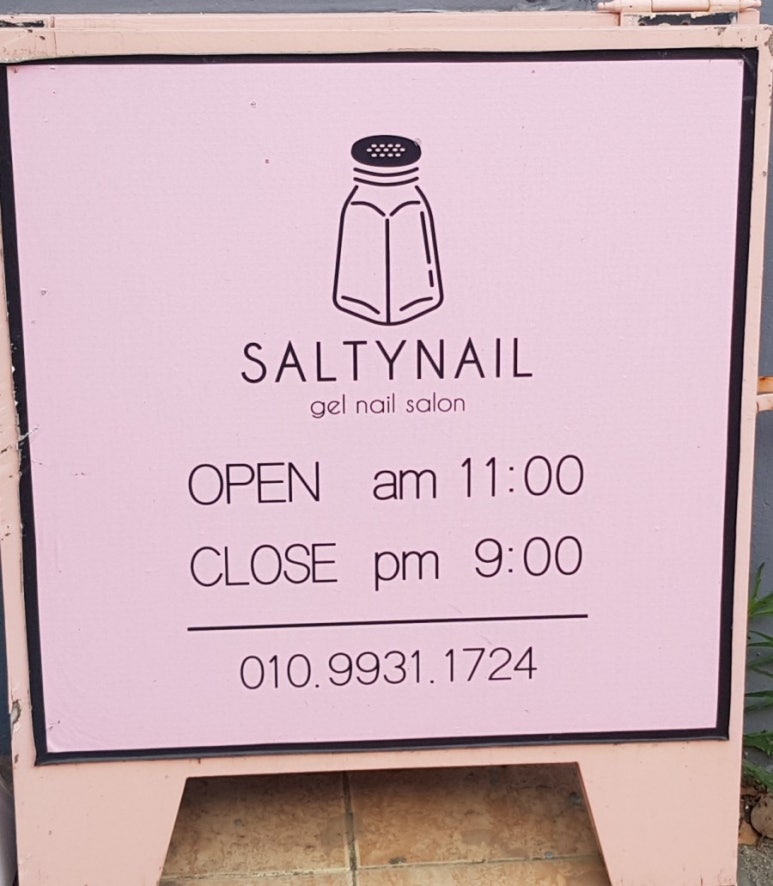 SALTYNAIL
gel nail salon
OPEN am 11:00
CLOSE pm 9:00
010.9931.1724